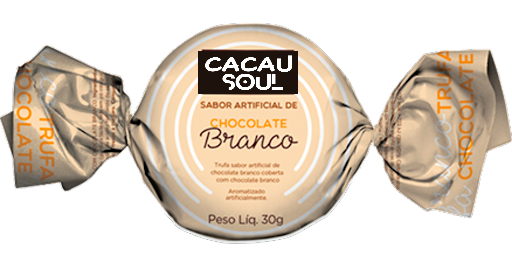 CACAU
SOUL
SABOR ARTIFICIAL DE
CHOCOLATE
Branco
Trufa sabor artificial de
chocolate branco coberta
com chocolate branco
Aromatizado
artificialmente.
Peso Líq. 30g
TRUFA
CHOCOLATE
TRUFA
CHOCOLATE